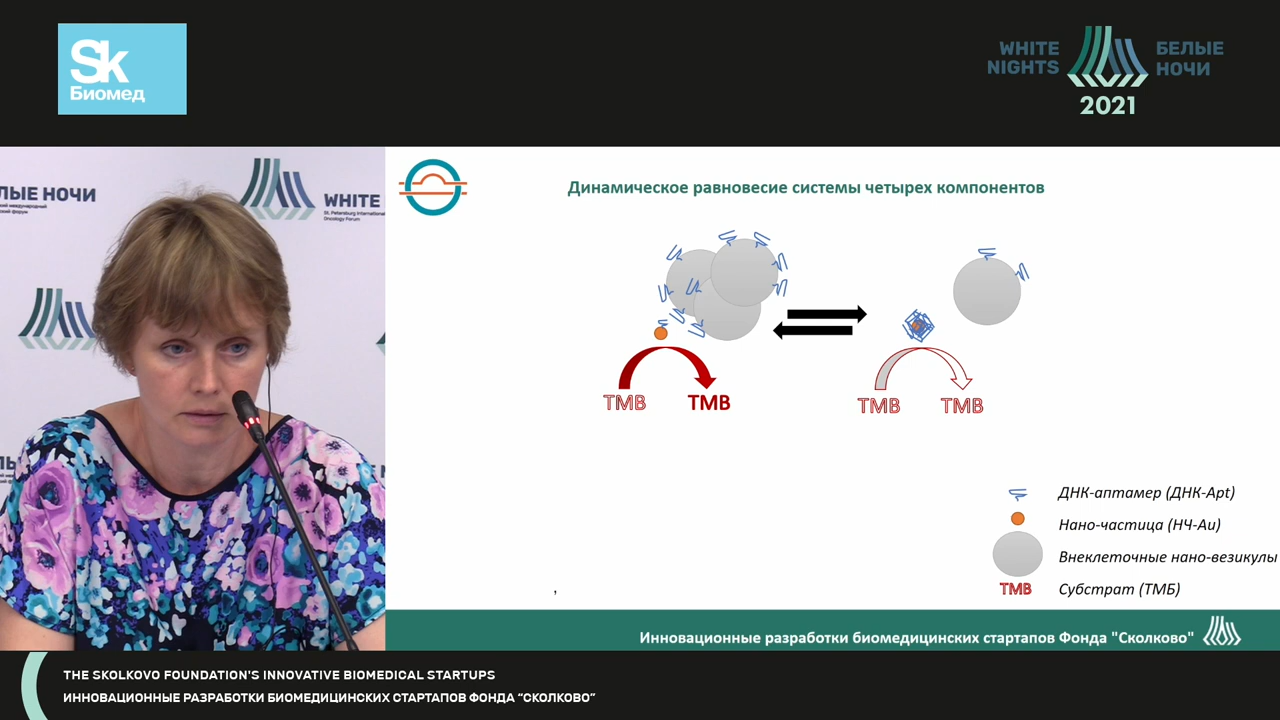 Sk
Биомед
WHITE NIGHTS
БЕЛЫЕ НОЧИ
2021
ЛЫЕ НОЧИ
WHITE
St. Petersburg International
Oncology Forum
Динамическое равновесие системы четырех компонентов
TMB
TMB
TMB
TMB
ДНК-аптамер (ДНК-Apt)
Нано-частица (НЧ-Au)
Внеклеточные нано-везикулы
TMB
Субстрат (ТМБ)
,
Инновационные разработки биомедицинских стартапов Фонда "Сколково"
THE SKOLKOVO FOUNDATION'S INNOVATIVE BIOMEDICAL STARTUPS
ИННОВАЦИОННЫЕ РАЗРАБОТКИ БИОМЕДИЦИНСКИХ СТАРТАПОВ ФОНДА "СКОЛКОВО"